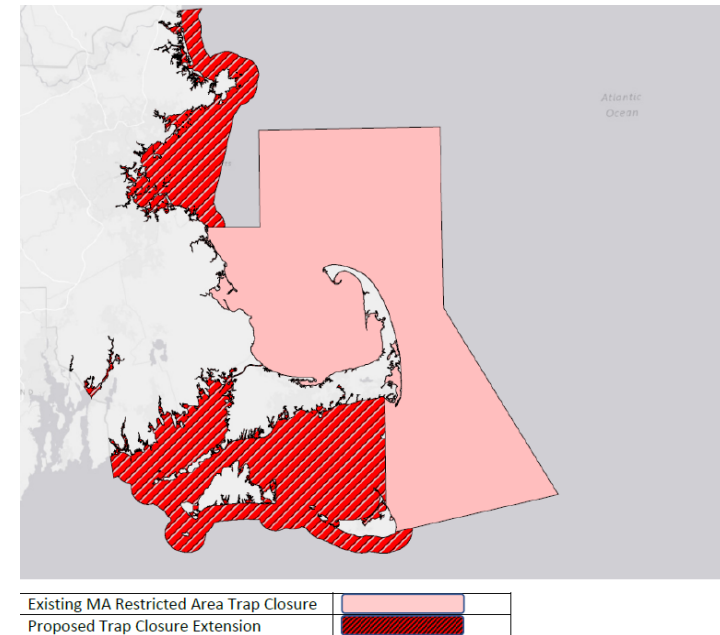 Atlantic
Ocean
Existing MA Restricted Area Trap Closure
Proposed Trap Closure Extension